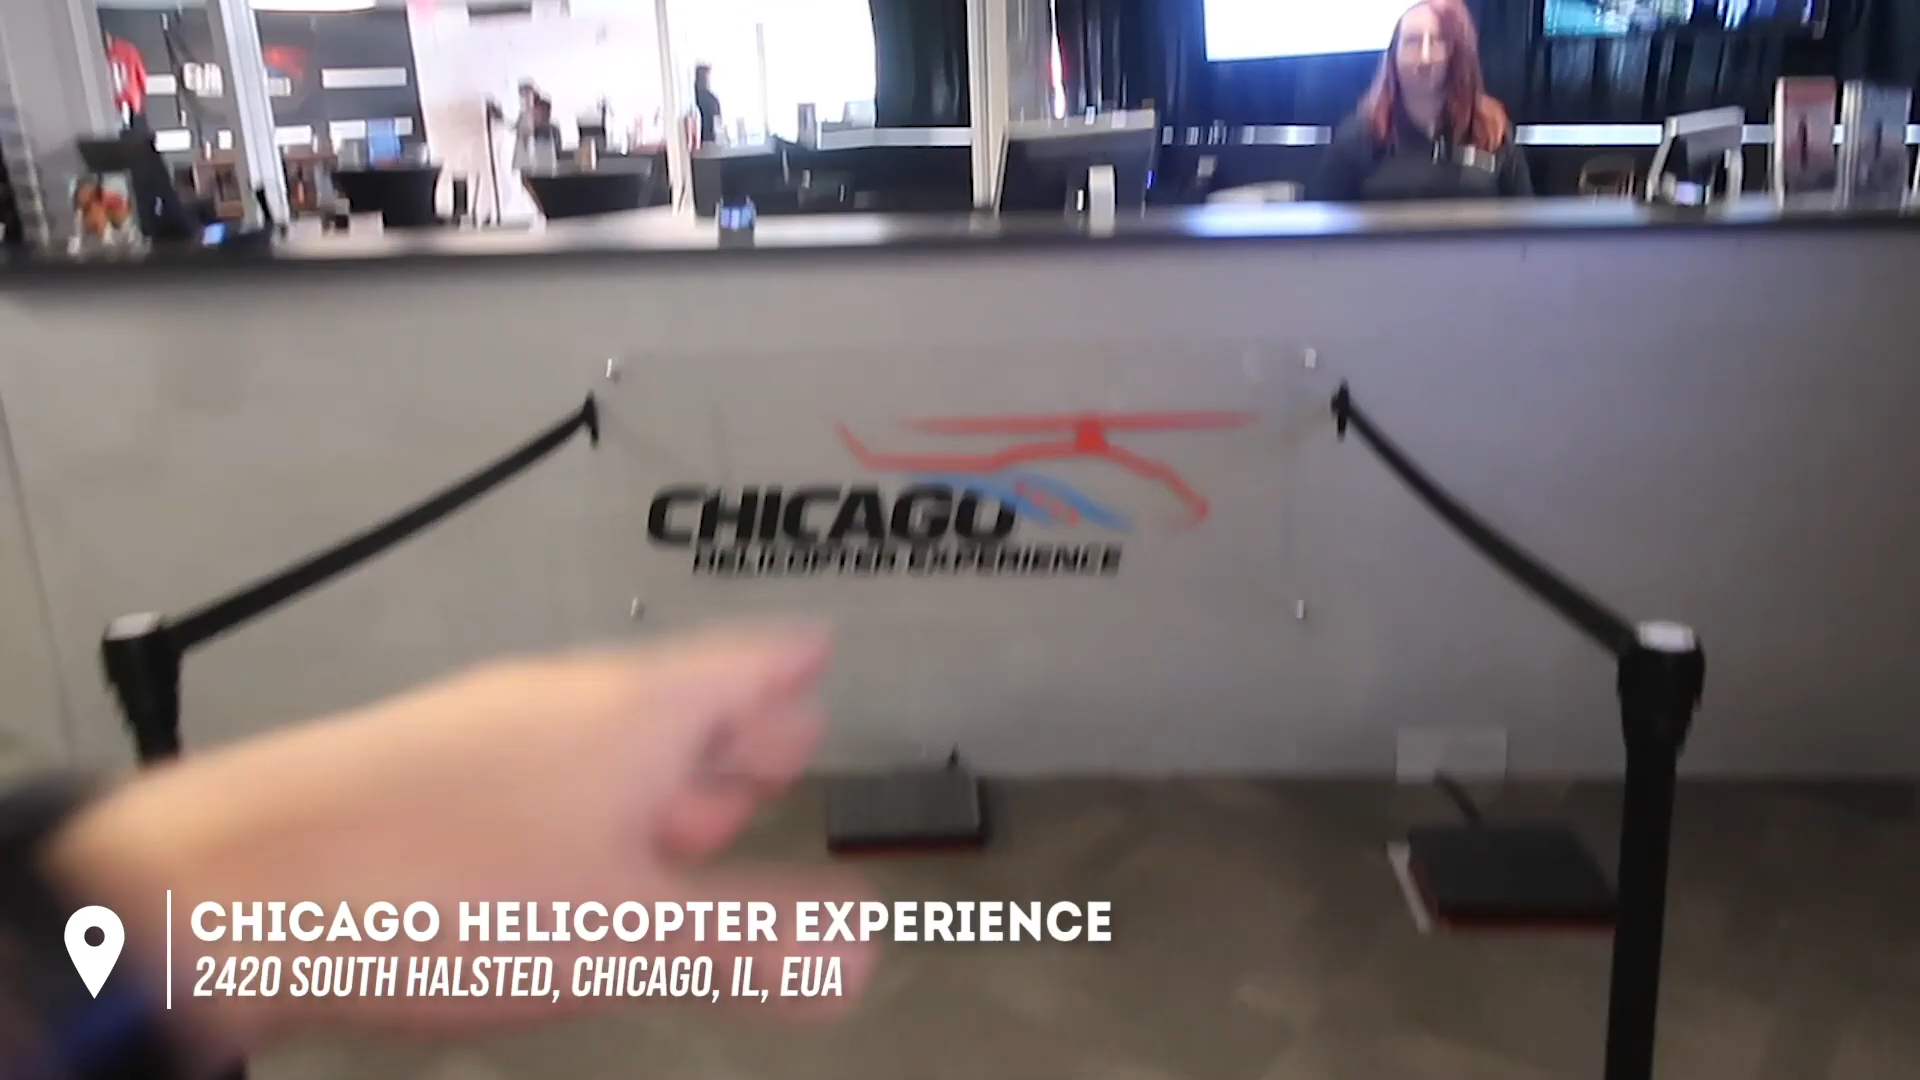 CHICAGO
HELICOPTER EXPERIENCE
CHICAGO HELICOPTER EXPERIENCE
2420 SOUTH HALSTED, CHICAGO, IL, EUA